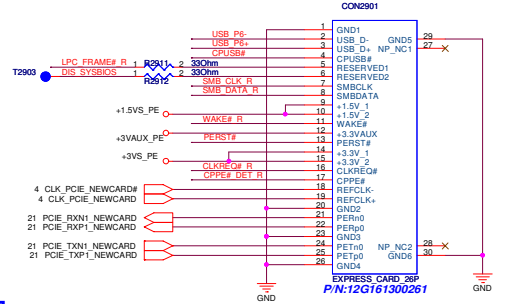 CON2901
1 GND1 GND5 29
USB_P6- 2 USB_D- NP_NC1 27
USB_P6+ 3 USB_D+
CPUSB# 4 CPUSB#
LPC_FRAME#_R 1 R2911 2 33Ohm 5 RESERVED1
T2903 DIS_SYSBIOS 1 R2912 2 33Ohm 6 RESERVED2
SMB_CLK_R 7 SMBCLK
SMB_DATA_R 8 SMBDATA
9 +1.5V_1
+1.5VS_PE 10 +1.5V_2
WAKE#_R 11 WAKE#
+3VAUX_PE 12 +3.3VAUX
PERST# 13 PERST#
14 +3.3V_1
+3VS_PE 15 +3.3V_2
CLKREQ#_R 16 CLKREQ#
CPPE#_DET_R 17 CPPE#
4 CLK_PCIE_NEWCARD# 18 REFCLK-
4 CLK_PCIE_NEWCARD 19 REFCLK+
20 GND2
21 PCIE_RXN1_NEWCARD 21 PERn0
21 PCIE_RXP1_NEWCARD 22 PERp0
23 GND3
21 PCIE_TXN1_NEWCARD 24 PETn0 NP_NC2 28
21 PCIE_TXP1_NEWCARD 25 PETp0 GND6 30
26 GND4
EXPRESS_CARD_26P
P/N:12G161300261
GND
GND